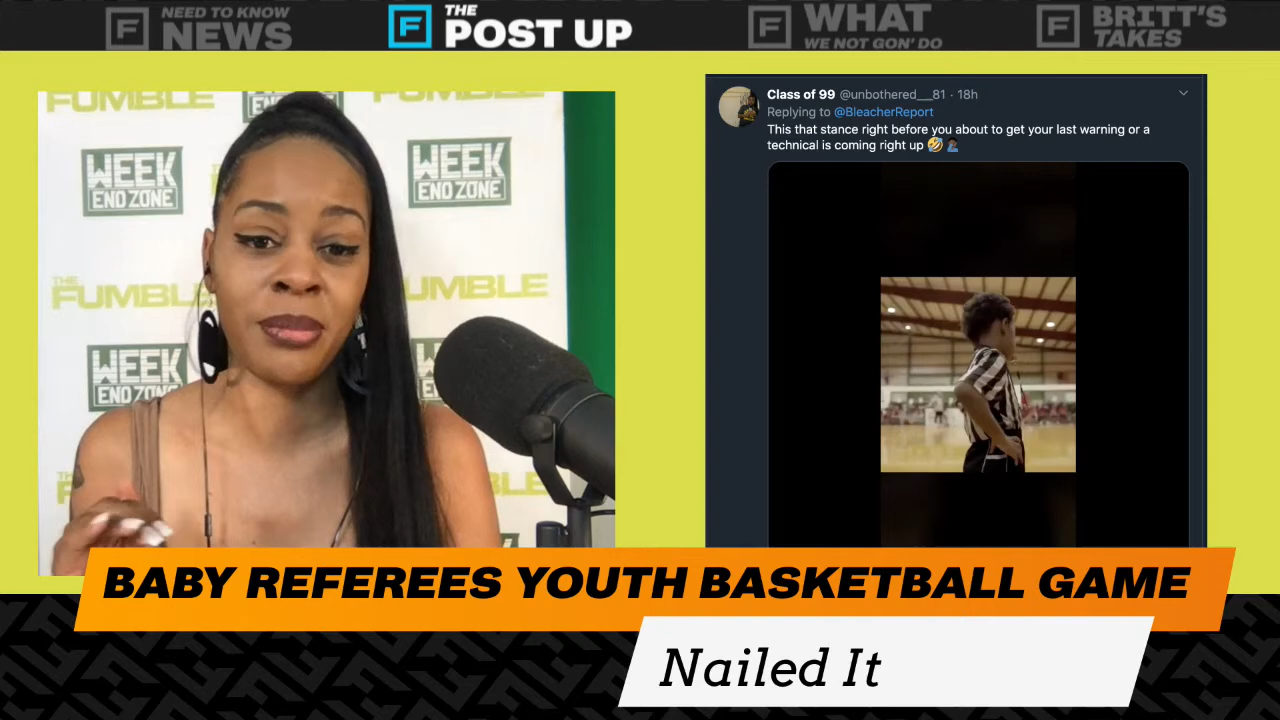 NEED TO KNOW
NEWS
F
THE
POST UP
F
WHAT
WE NOT GON' DO
F
BRITT'S
TAKES
FUMBLE
FUMBLE
WEEK
END ZONE
WEEK
END ZONE
THE
FUMBLE
UMBLE
WEEK
END ZONE
Class of 99 @unbothered__81 · 18h
Replying to @BleacherReport
This that stance right before you about to get your last warning or a
technical is coming right up 🤣🤦🏿‍♂️
BABY REFEREES YOUTH BASKETBALL GAME
Nailed It